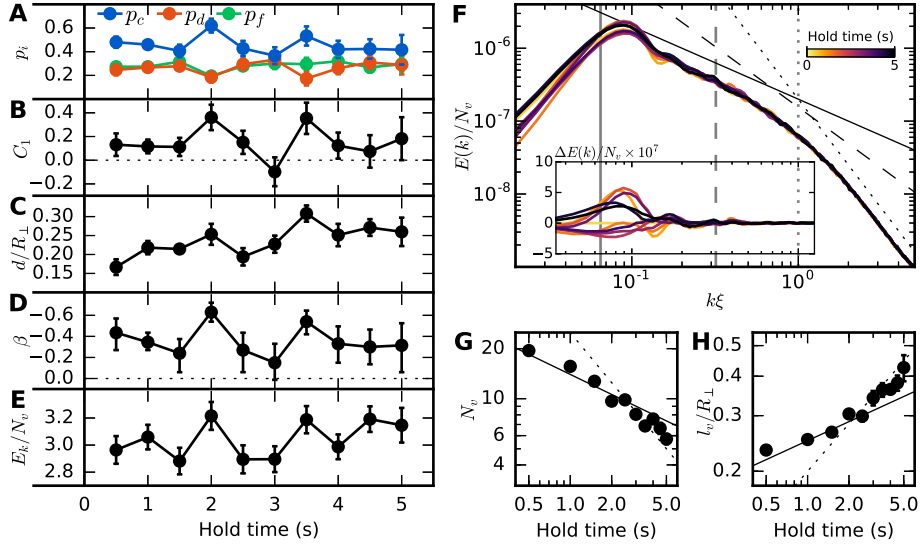 A
p_c p_d p_f
0.6
0.4
0.2
p_i
B
0.4
0.2
0.0
−0.2
C_1
C
0.30
0.25
0.20
0.15
d/R_⊥
D
−0.6
−0.4
−0.2
0.0
β
E
3.2
3.0
2.8
E_k/N_v
0 1 2 3 4 5
Hold time (s)
F
10^{-6}
10^{-7}
10^{-8}
E(k)/N_v
Hold time (s)
0 5
ΔE(k)/N_v × 10^7
10
5
0
−5
10^{-1} 10^0
kξ
G
20
10
6
4
N_v
0.5 1.0 2.0 5.0
Hold time (s)
H
0.5
0.4
0.3
0.2
l_v/R_⊥
0.5 1.0 2.0 5.0
Hold time (s)